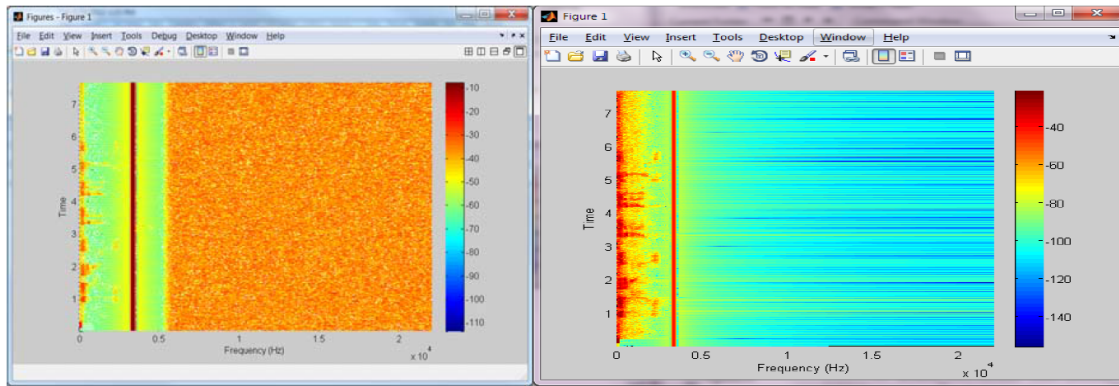 Figures - Figure 1
File Edit View Insert Tools Debug Desktop Window Help
7
6
5
4
3
2
1
Time
0 0.5 1 1.5 2
x 10^4
Frequency (Hz)
-10
-20
-30
-40
-50
-60
-70
-80
-90
-100
-110
Figure 1
File Edit View Insert Tools Desktop Window Help
7
6
5
4
3
2
1
Time
0 0.5 1 1.5 2
x 10^4
Frequency (Hz)
-40
-60
-80
-100
-120
-140